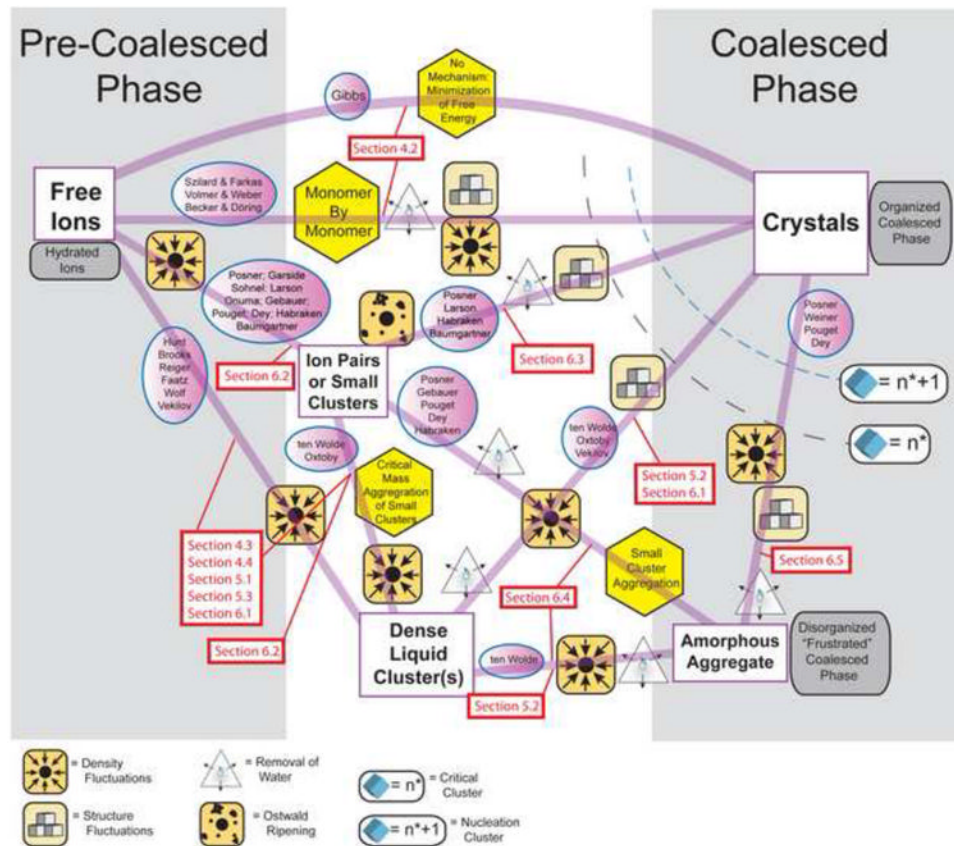 Pre-Coalesced
Phase
Coalesced
Phase
No
Mechanism:
Minimization
of Free
Energy
Gibbs
Section 4.2
Free
Ions
Hydrated
Ions
Szilard & Farkas
Volmer & Weber
Becker & Döring
Monomer
By
Monomer
Crystals
Organized
Coalesced
Phase
Posner; Garside
Sohnel; Larson
Onuma; Gebauer;
Pouget; Dey; Habraken
Baumgartner
Posner
Larson
Habraken
Baumgartner
Posner
Weiner
Pouget
Dey
Hunt
Brooks
Reiger
Faatz
Wolf
Vekilov
Section 6.2
Ion Pairs
or Small
Clusters
Section 6.3
= n*+1
= n*
Posner
Gebauer
Pouget
Dey
Habraken
ten Wolde
Oxtoby
ten Wolde
Oxtoby
Vekilov
Critical
Mass
Aggregration
of Small
Clusters
Section 5.2
Section 6.1
Section 4.3
Section 4.4
Section 5.1
Section 5.3
Section 6.1
Small
Cluster
Aggregation
Section 6.5
Section 6.4
Section 6.2
Dense
Liquid
Cluster(s)
ten Wolde
Amorphous
Aggregate
Disorganized
"Frustrated"
Coalesced
Phase
Section 5.2
= Density
Fluctuations
= Removal of
Water
= n* = Critical
Cluster
= Structure
Fluctuations
= Ostwald
Ripening
= n*+1 = Nucleation
Cluster